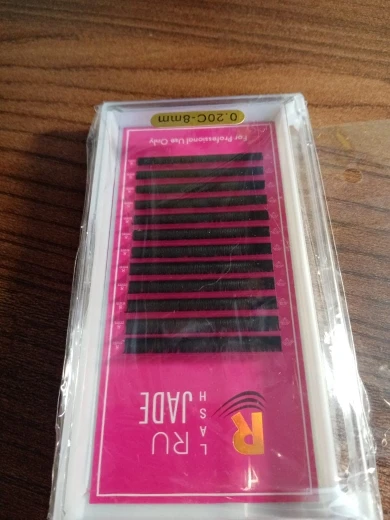 0.20C-8mm
For Professional Use Only
R
RU
JADE
LASH